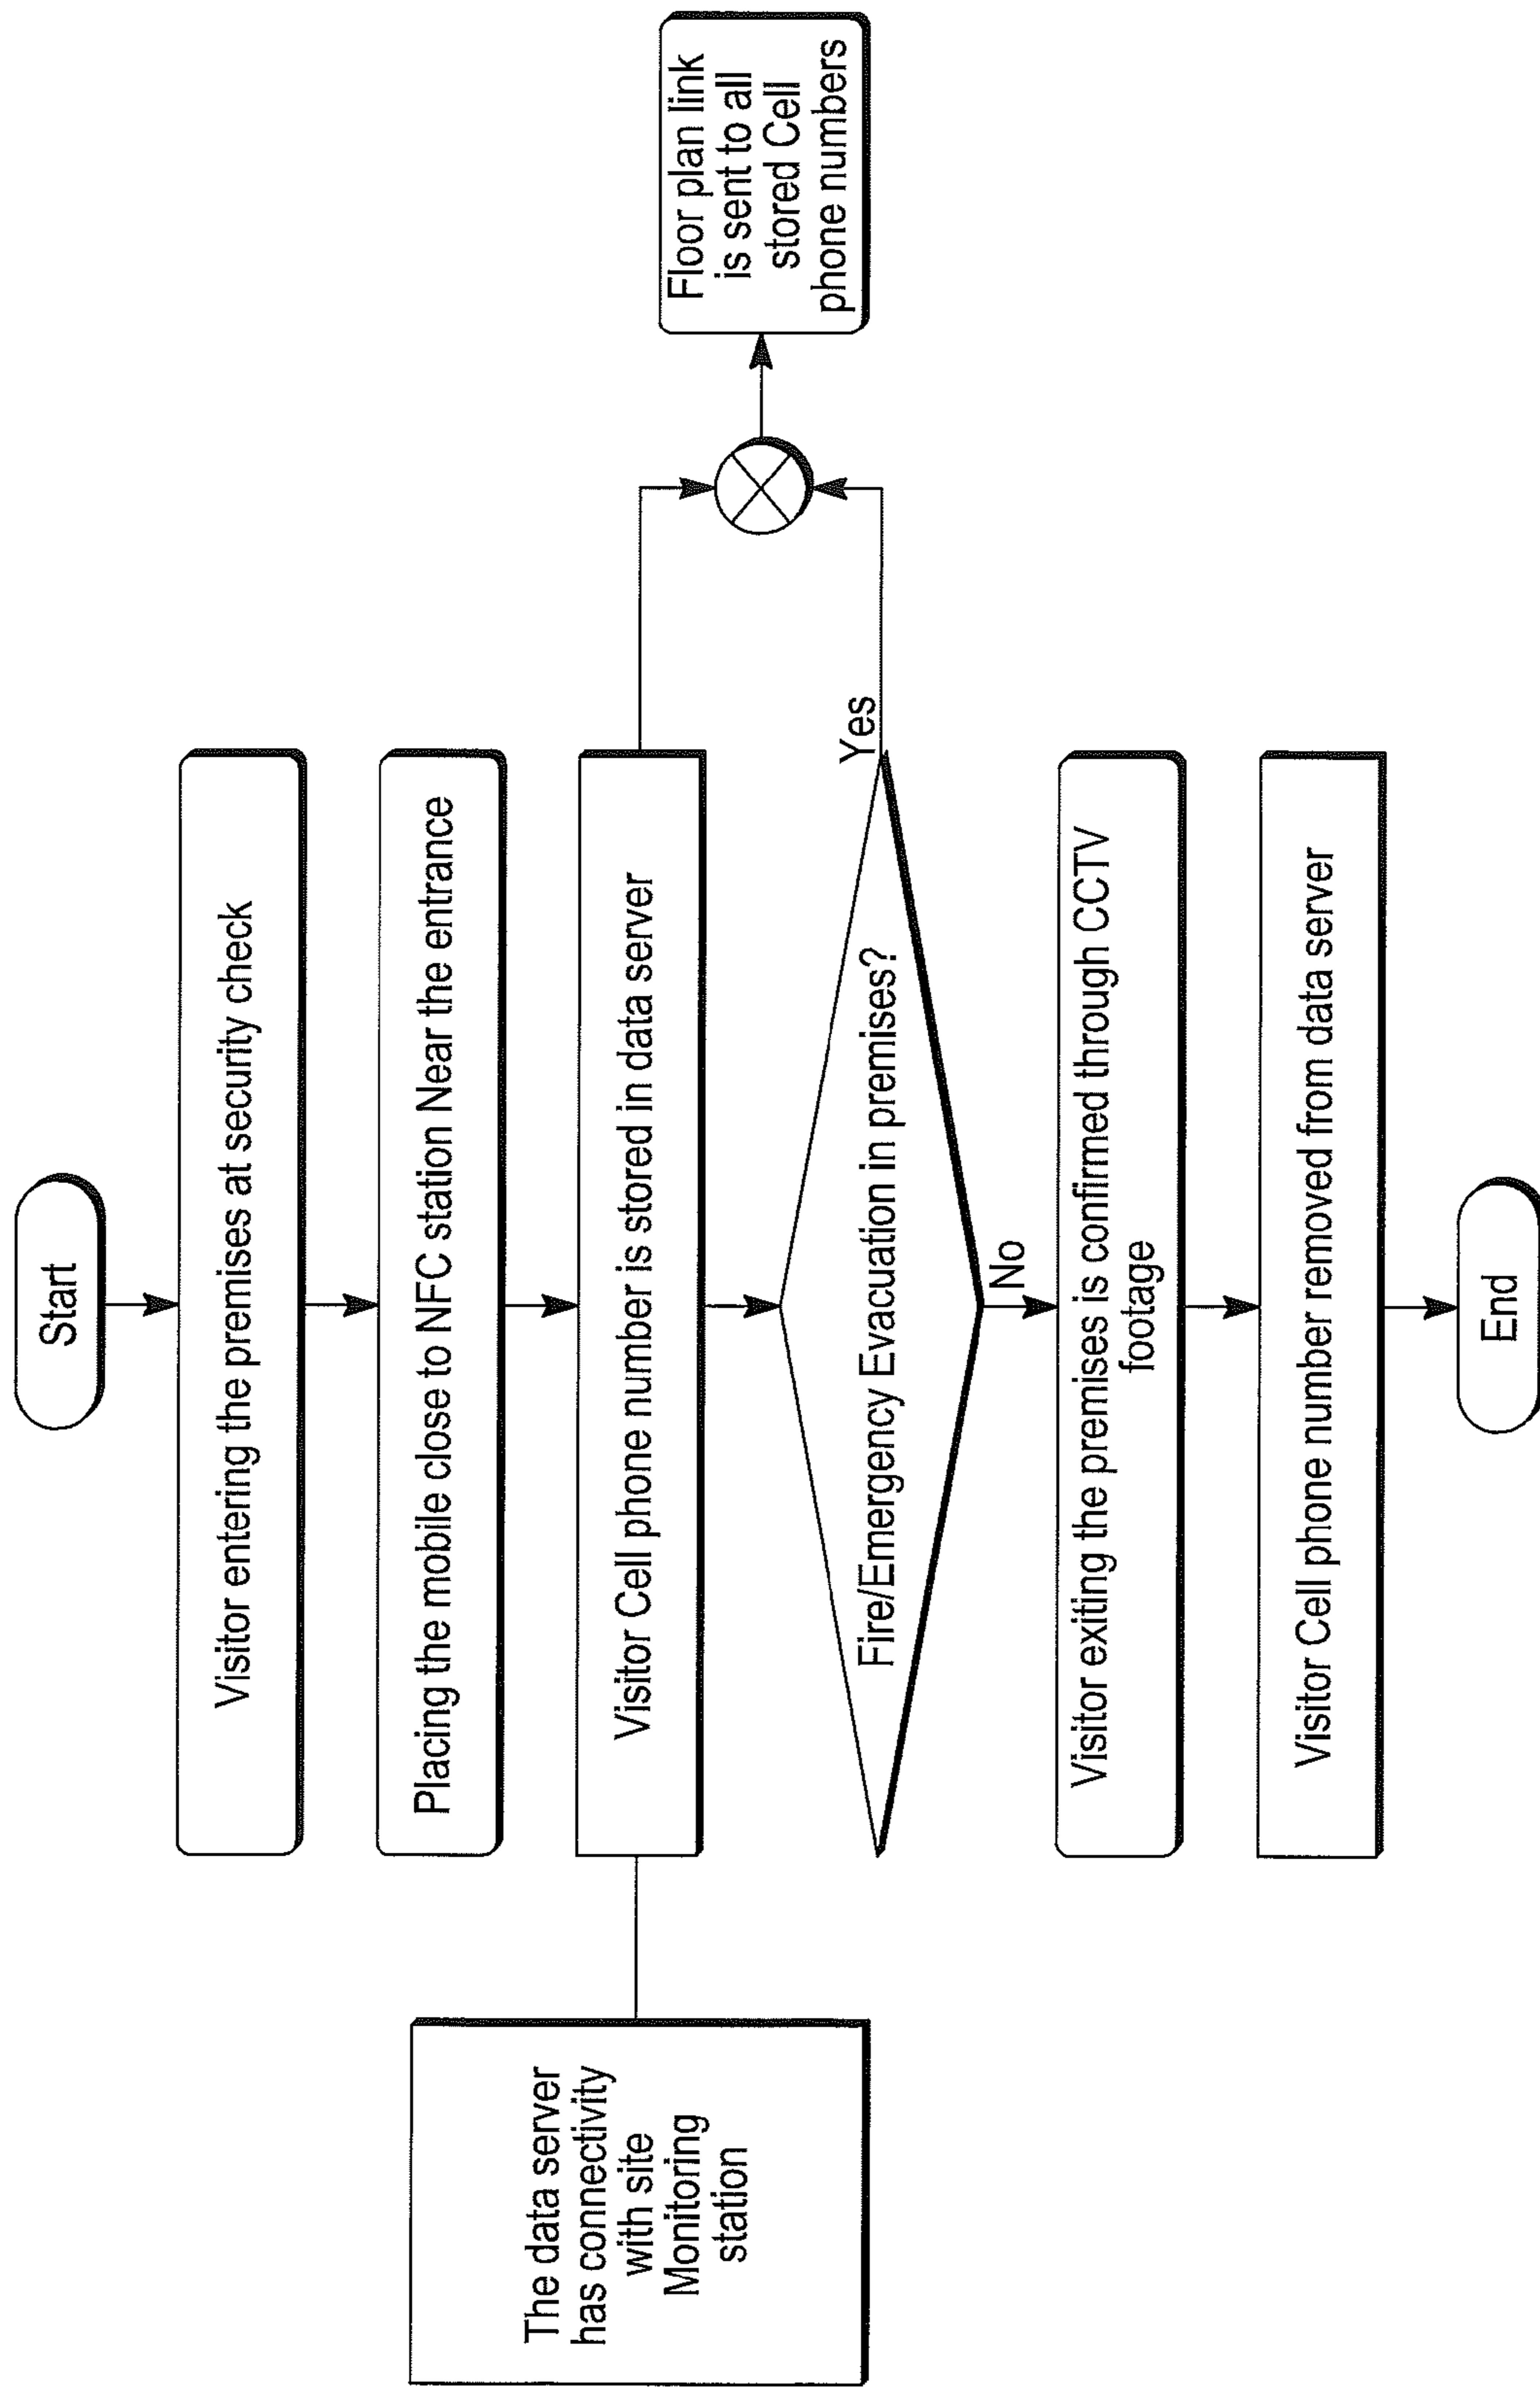 Start
Visitor entering the premises at security check
Placing the mobile close to NFC station Near the entrance
The data server
has connectivity
with site
Monitoring
station
Visitor Cell phone number is stored in data server
Fire/Emergency Evacuation in premises?
Yes
Floor plan link
is sent to all
stored Cell
phone numbers
No
Visitor exiting the premises is confirmed through CCTV
footage
Visitor Cell phone number removed from data server
End